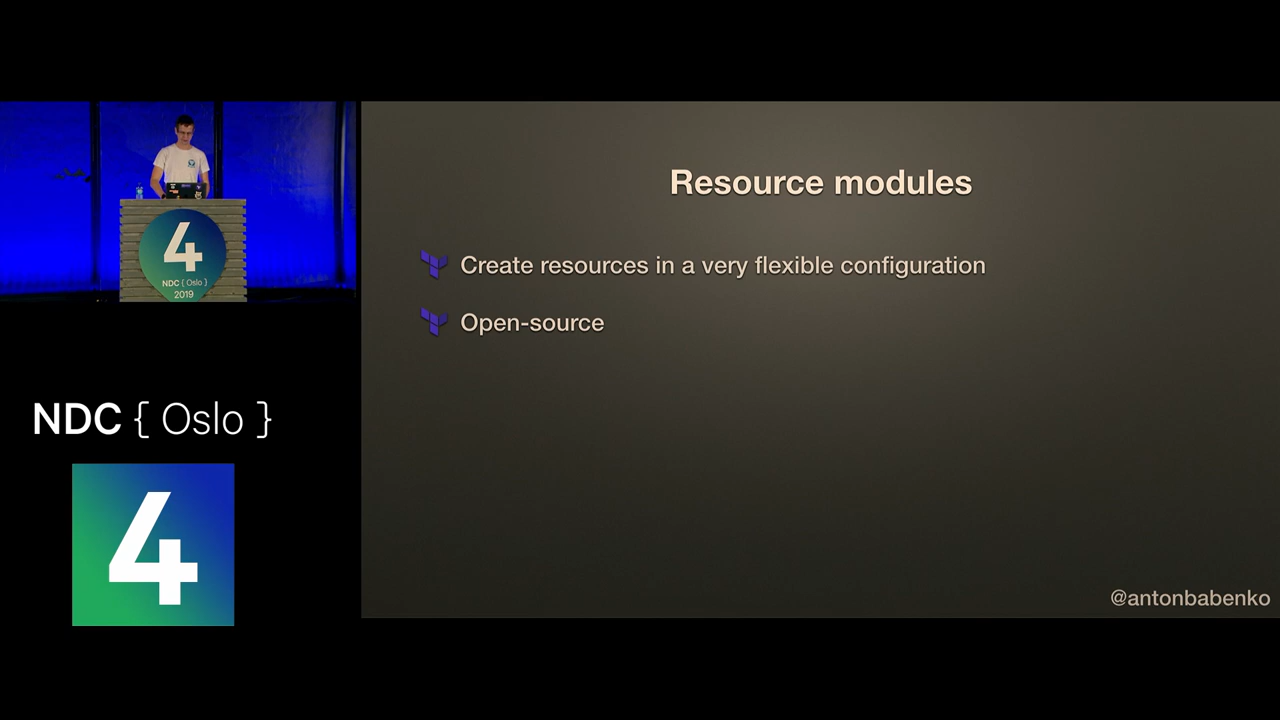 4
NDC { Oslo }
2019
NDC { Oslo }
4
Resource modules
Create resources in a very flexible configuration
Open-source
@antonbabenko